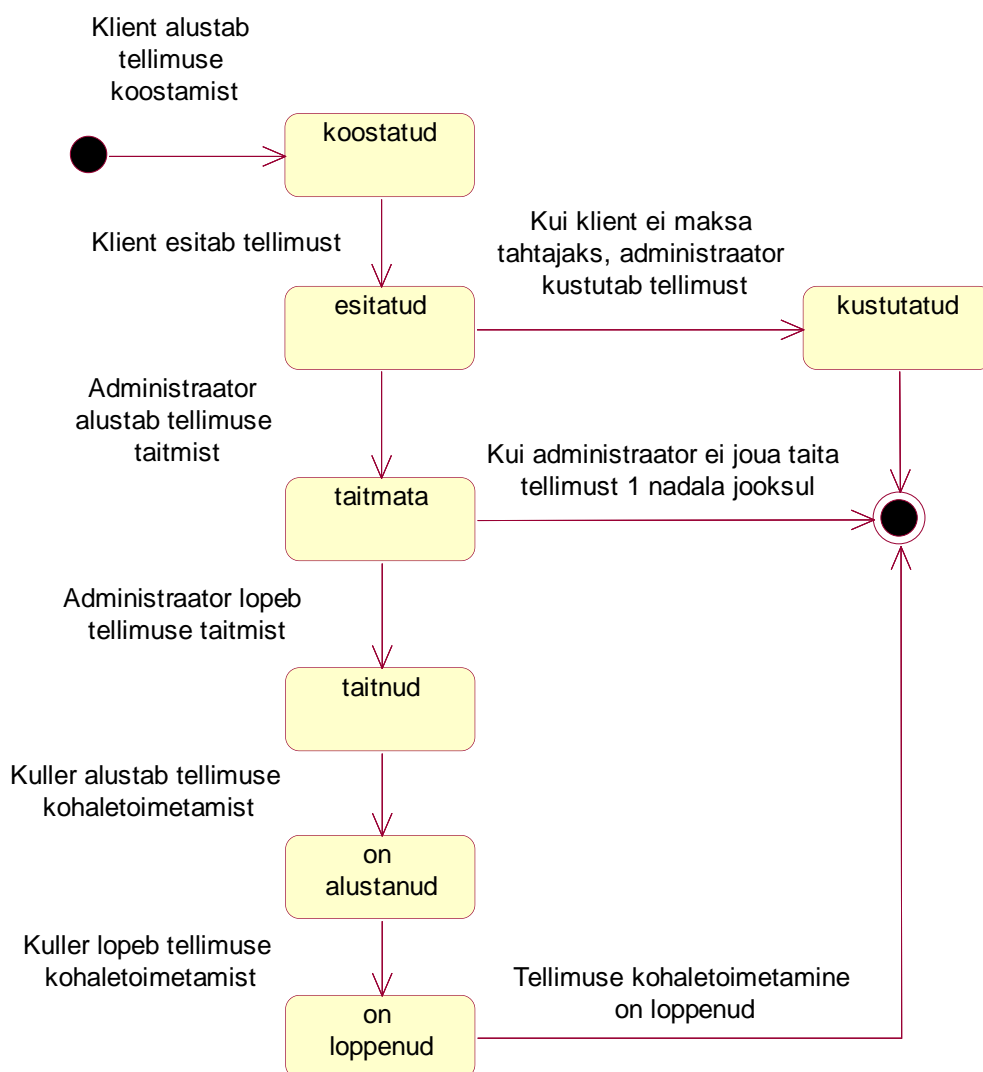 Klient alustab
tellimuse
koostamist
koostatud
Klient esitab tellimust
Kui klient ei maksa
tahtajaks, administraator
kustutab tellimust
esitatud
kustutatud
Administraator
alustab tellimuse
taitmist
Kui administraator ei joua taita
tellimust 1 nadala jooksul
taitmata
Administraator lopeb
tellimuse taitmist
taitnud
Kuller alustab tellimuse
kohaletoimetamist
on
alustanud
Kuller lopeb tellimuse
kohaletoimetamist
Tellimuse kohaletoimetamine
on loppenud
on
loppenud